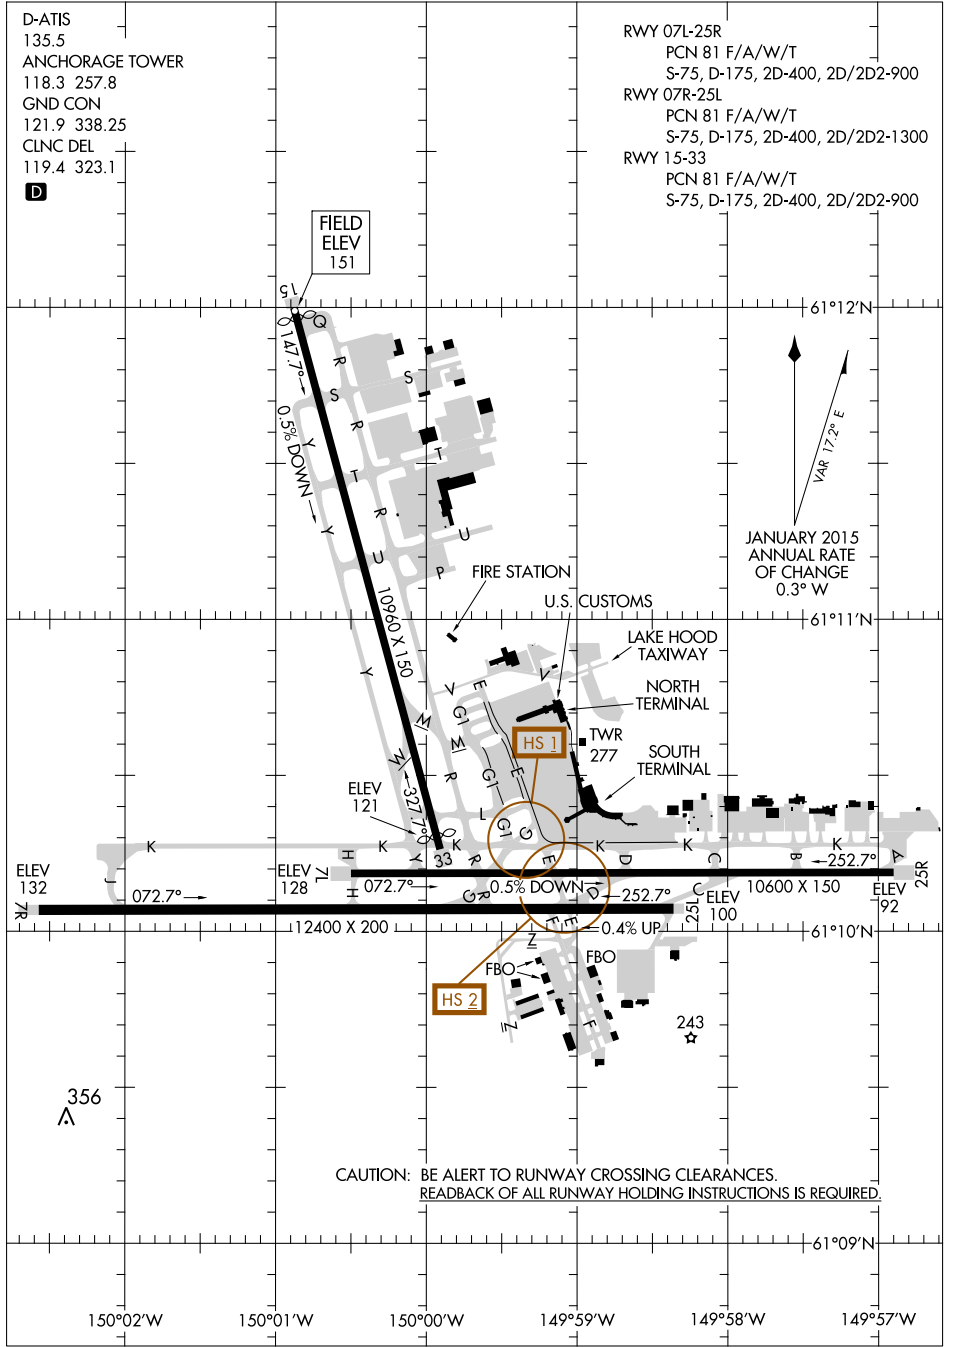 D-ATIS
135.5
ANCHORAGE TOWER
118.3 257.8
GND CON
121.9 338.25
CLNC DEL
119.4 323.1
D
RWY 07L-25R
PCN 81 F/A/W/T
S-75, D-175, 2D-400, 2D/2D2-900
RWY 07R-25L
PCN 81 F/A/W/T
S-75, D-175, 2D-400, 2D/2D2-1300
RWY 15-33
PCN 81 F/A/W/T
S-75, D-175, 2D-400, 2D/2D2-900
FIELD
ELEV
151
15
61°12'N
Q
147.7°
R
S
S
R
0.5% DOWN
Y
T
T
Y
R
U
U
P
VAR 17.2° E
JANUARY 2015
ANNUAL RATE
OF CHANGE
0.3° W
FIRE STATION
U.S. CUSTOMS
61°11'N
10960 X 150
LAKE HOOD
TAXIWAY
NORTH
TERMINAL
Y
V
E
V
G1
M
M
W
R
G1
E
E
HS 1
TWR
277
SOUTH
TERMINAL
ELEV
121
327.7°
L
G1
G
K
K
K
K
K
K
33
H
Y
R
E
D
C
B
A
252.7°
ELEV
132
J
ELEV
128
7L
072.7°
0.5% DOWN
10600 X 150
25R
ELEV
92
7R
072.7°
H
G
R
D
252.7°
C
25L
ELEV
100
12400 X 200
F
E
0.4% UP
61°10'N
Z
FBO
FBO
HS 2
Z
F
243
356
CAUTION: BE ALERT TO RUNWAY CROSSING CLEARANCES.
READBACK OF ALL RUNWAY HOLDING INSTRUCTIONS IS REQUIRED.
61°09'N
150°02'W
150°01'W
150°00'W
149°59'W
149°58'W
149°57'W